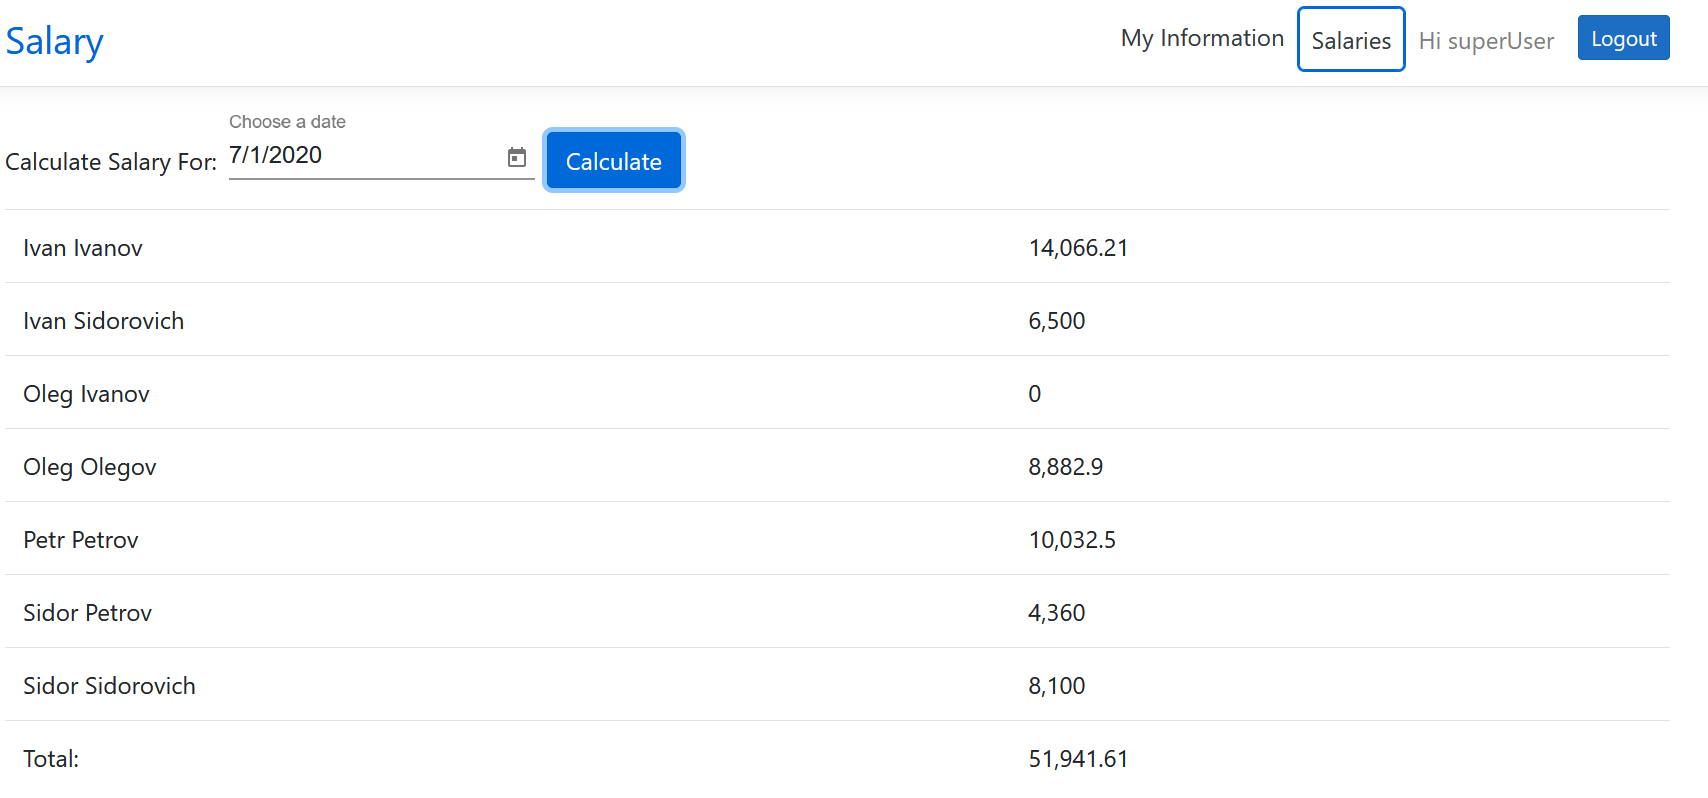 Salary
My Information Salaries Hi superUser Logout
Choose a date
Calculate Salary For: 7/1/2020 Calculate
Ivan Ivanov 14,066.21
Ivan Sidorovich 6,500
Oleg Ivanov 0
Oleg Olegov 8,882.9
Petr Petrov 10,032.5
Sidor Petrov 4,360
Sidor Sidorovich 8,100
Total: 51,941.61